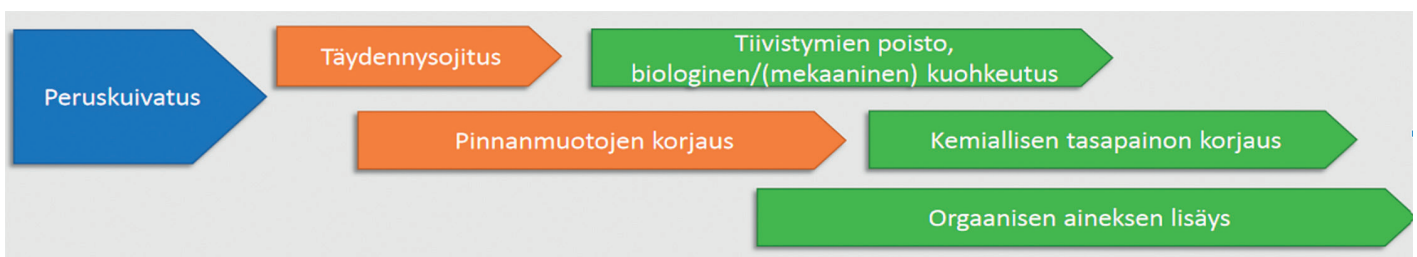 Peruskuivatus
Täydennysojitus
Tiivistymien poisto,
biologinen/(mekaaninen) kuohkeutus
Pinnanmuotojen korjaus
Kemiallisen tasapainon korjaus
Orgaanisen aineksen lisäys